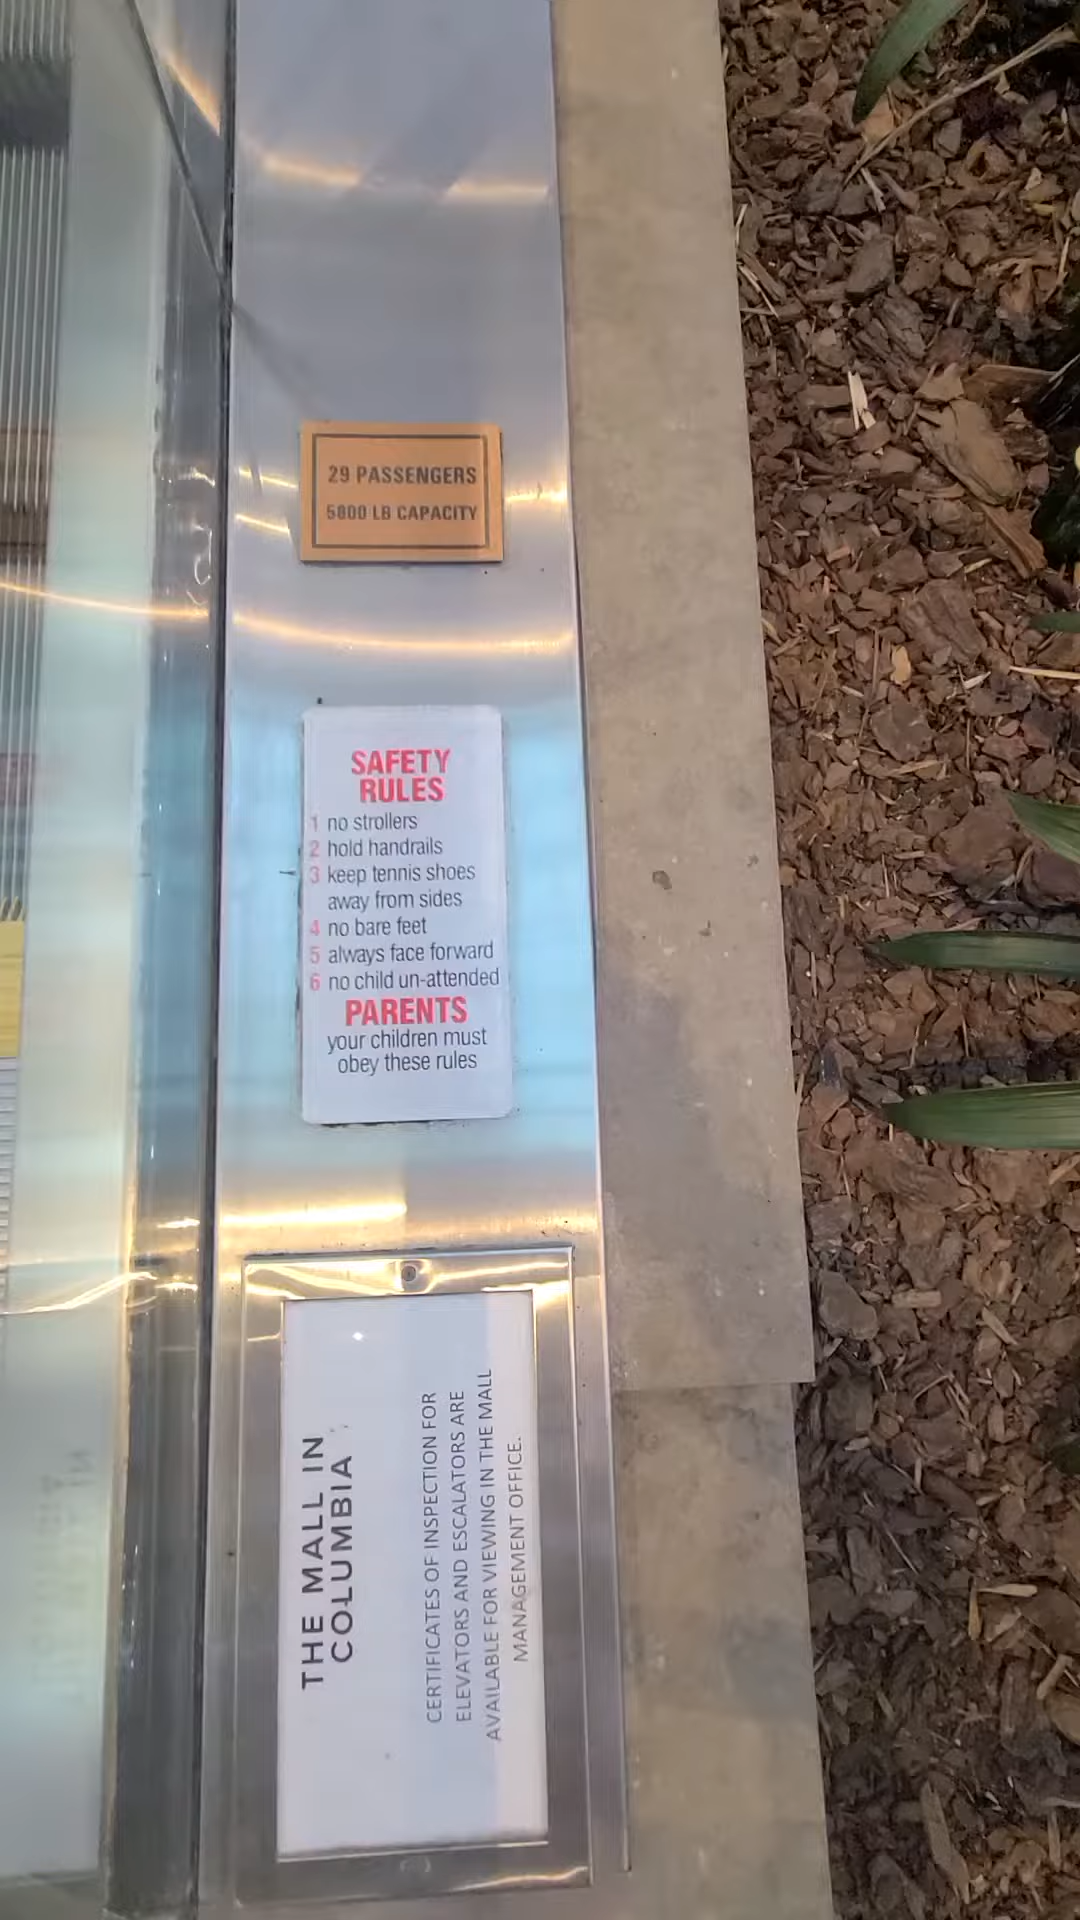 29 PASSENGERS
5800 LB CAPACITY
SAFETY
RULES
1 no strollers
2 hold handrails
3 keep tennis shoes
away from sides
4 no bare feet
5 always face forward
6 no child un-attended
PARENTS
your children must
obey these rules
THE MALL IN
COLUMBIA
CERTIFICATES OF INSPECTION FOR
ELEVATORS AND ESCALATORS ARE
AVAILABLE FOR VIEWING IN THE MALL
MANAGEMENT OFFICE.